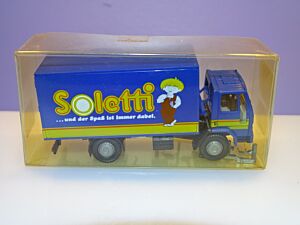 Soletti
...und der Spaß ist immer dabei.